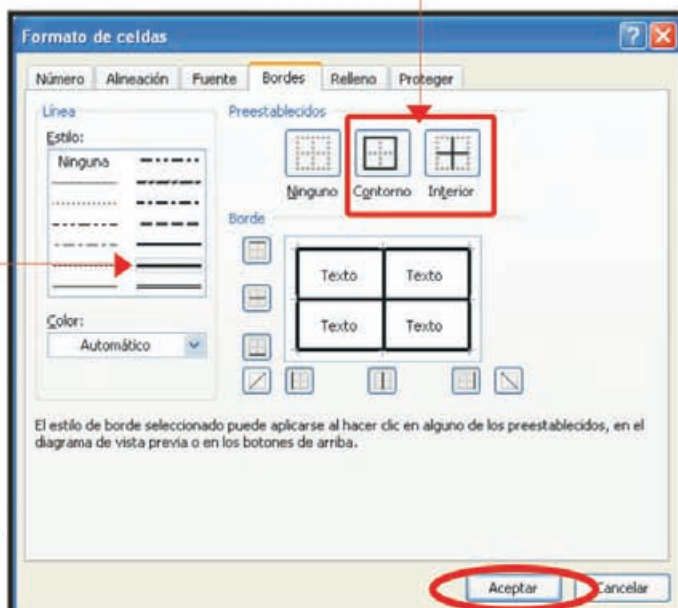 Formato de celdas
Número Alineación Fuente Bordes Relleno Proteger
Línea
Estilo:
Ninguna
Color:
Automático
Preestablecidos
Ninguno Contorno Interior
Borde
Texto Texto
Texto Texto
El estilo de borde seleccionado puede aplicarse al hacer clic en alguno de los preestablecidos, en el
diagrama de vista previa o en los botones de arriba.
Aceptar Cancelar